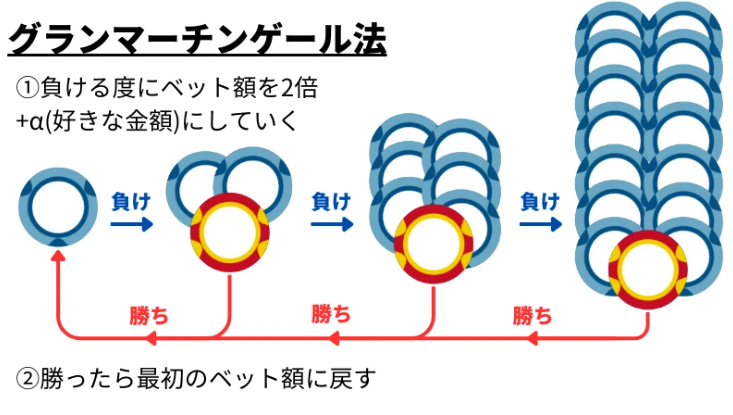 グランマーチンゲール法
①負ける度にベット額を2倍
+α(好きな金額)にしていく
負け
負け
負け
勝ち
勝ち
勝ち
②勝ったら最初のベット額に戻す